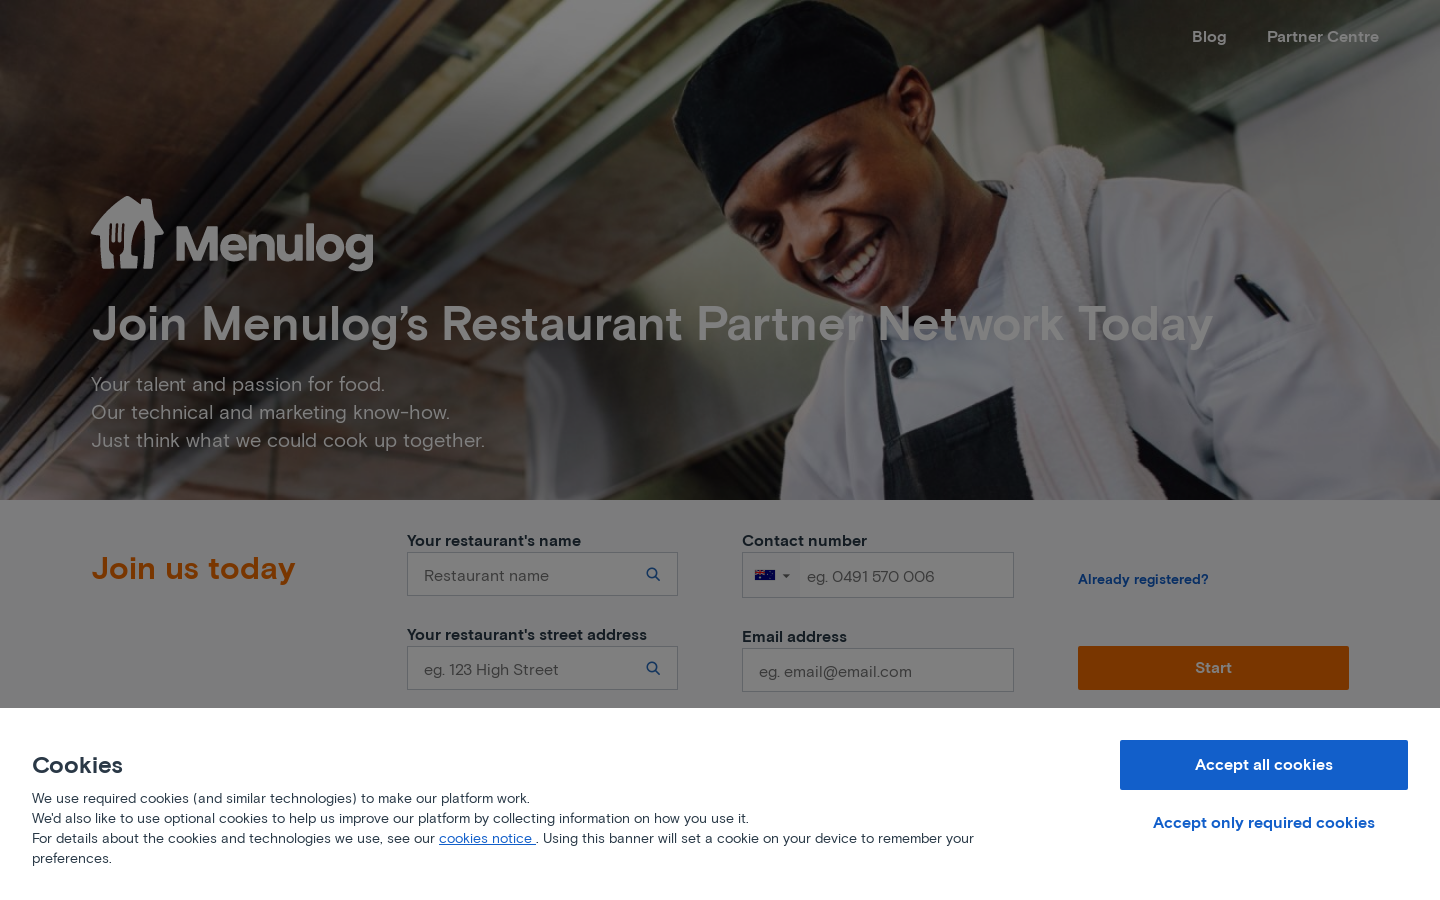 Blog
Partner Centre
Menulog
Join Menulog’s Restaurant Partner Network Today
Your talent and passion for food.
Our technical and marketing know-how.
Just think what we could cook up together.
Join us today
Your restaurant's name
Restaurant name
Your restaurant's street address
eg. 123 High Street
Contact number
eg. 0491 570 006
Email address
eg. email@email.com
Already registered?
Start
Cookies
We use required cookies (and similar technologies) to make our platform work.
We'd also like to use optional cookies to help us improve our platform by collecting information on how you use it.
For details about the cookies and technologies we use, see our cookies notice . Using this banner will set a cookie on your device to remember your
preferences.
Accept all cookies
Accept only required cookies